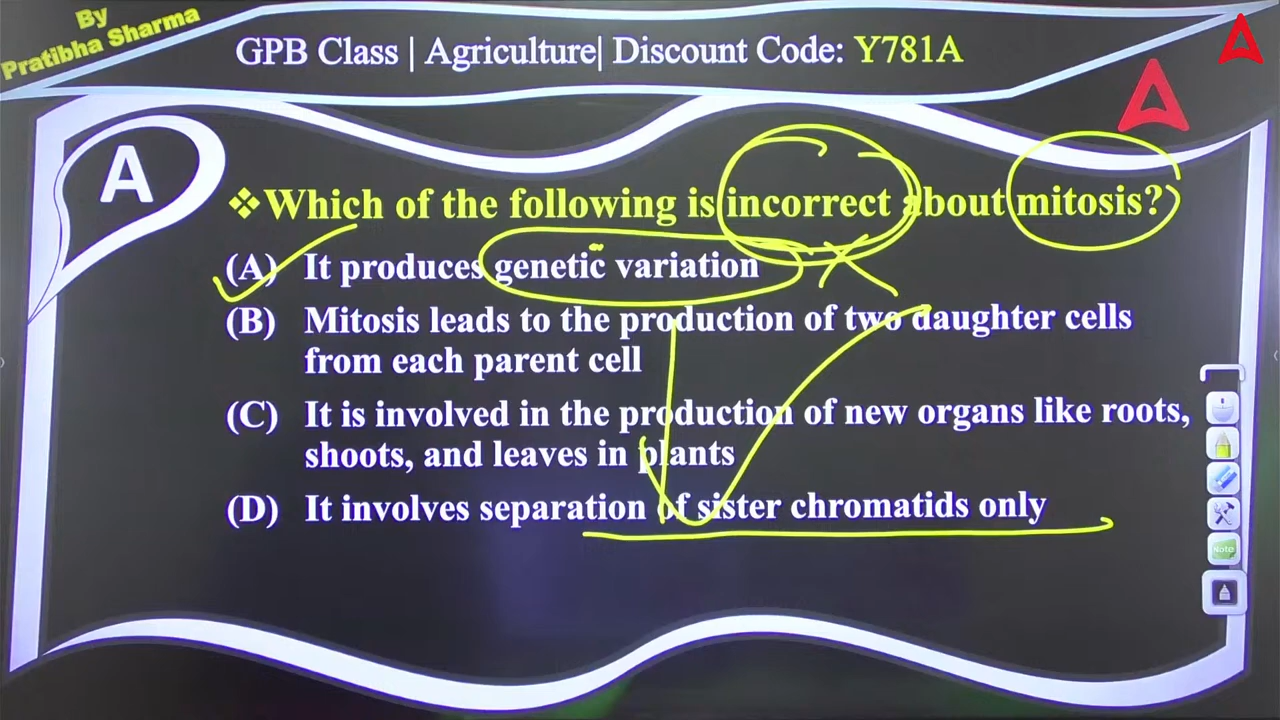 By
Pratibha Sharma
GPB Class | Agriculture| Discount Code: Y781A
A
❖Which of the following is incorrect about mitosis?
(A) It produces genetic variation
(B) Mitosis leads to the production of two daughter cells
from each parent cell
(C) It is involved in the production of new organs like roots,
shoots, and leaves in plants
(D) It involves separation of sister chromatids only
Note